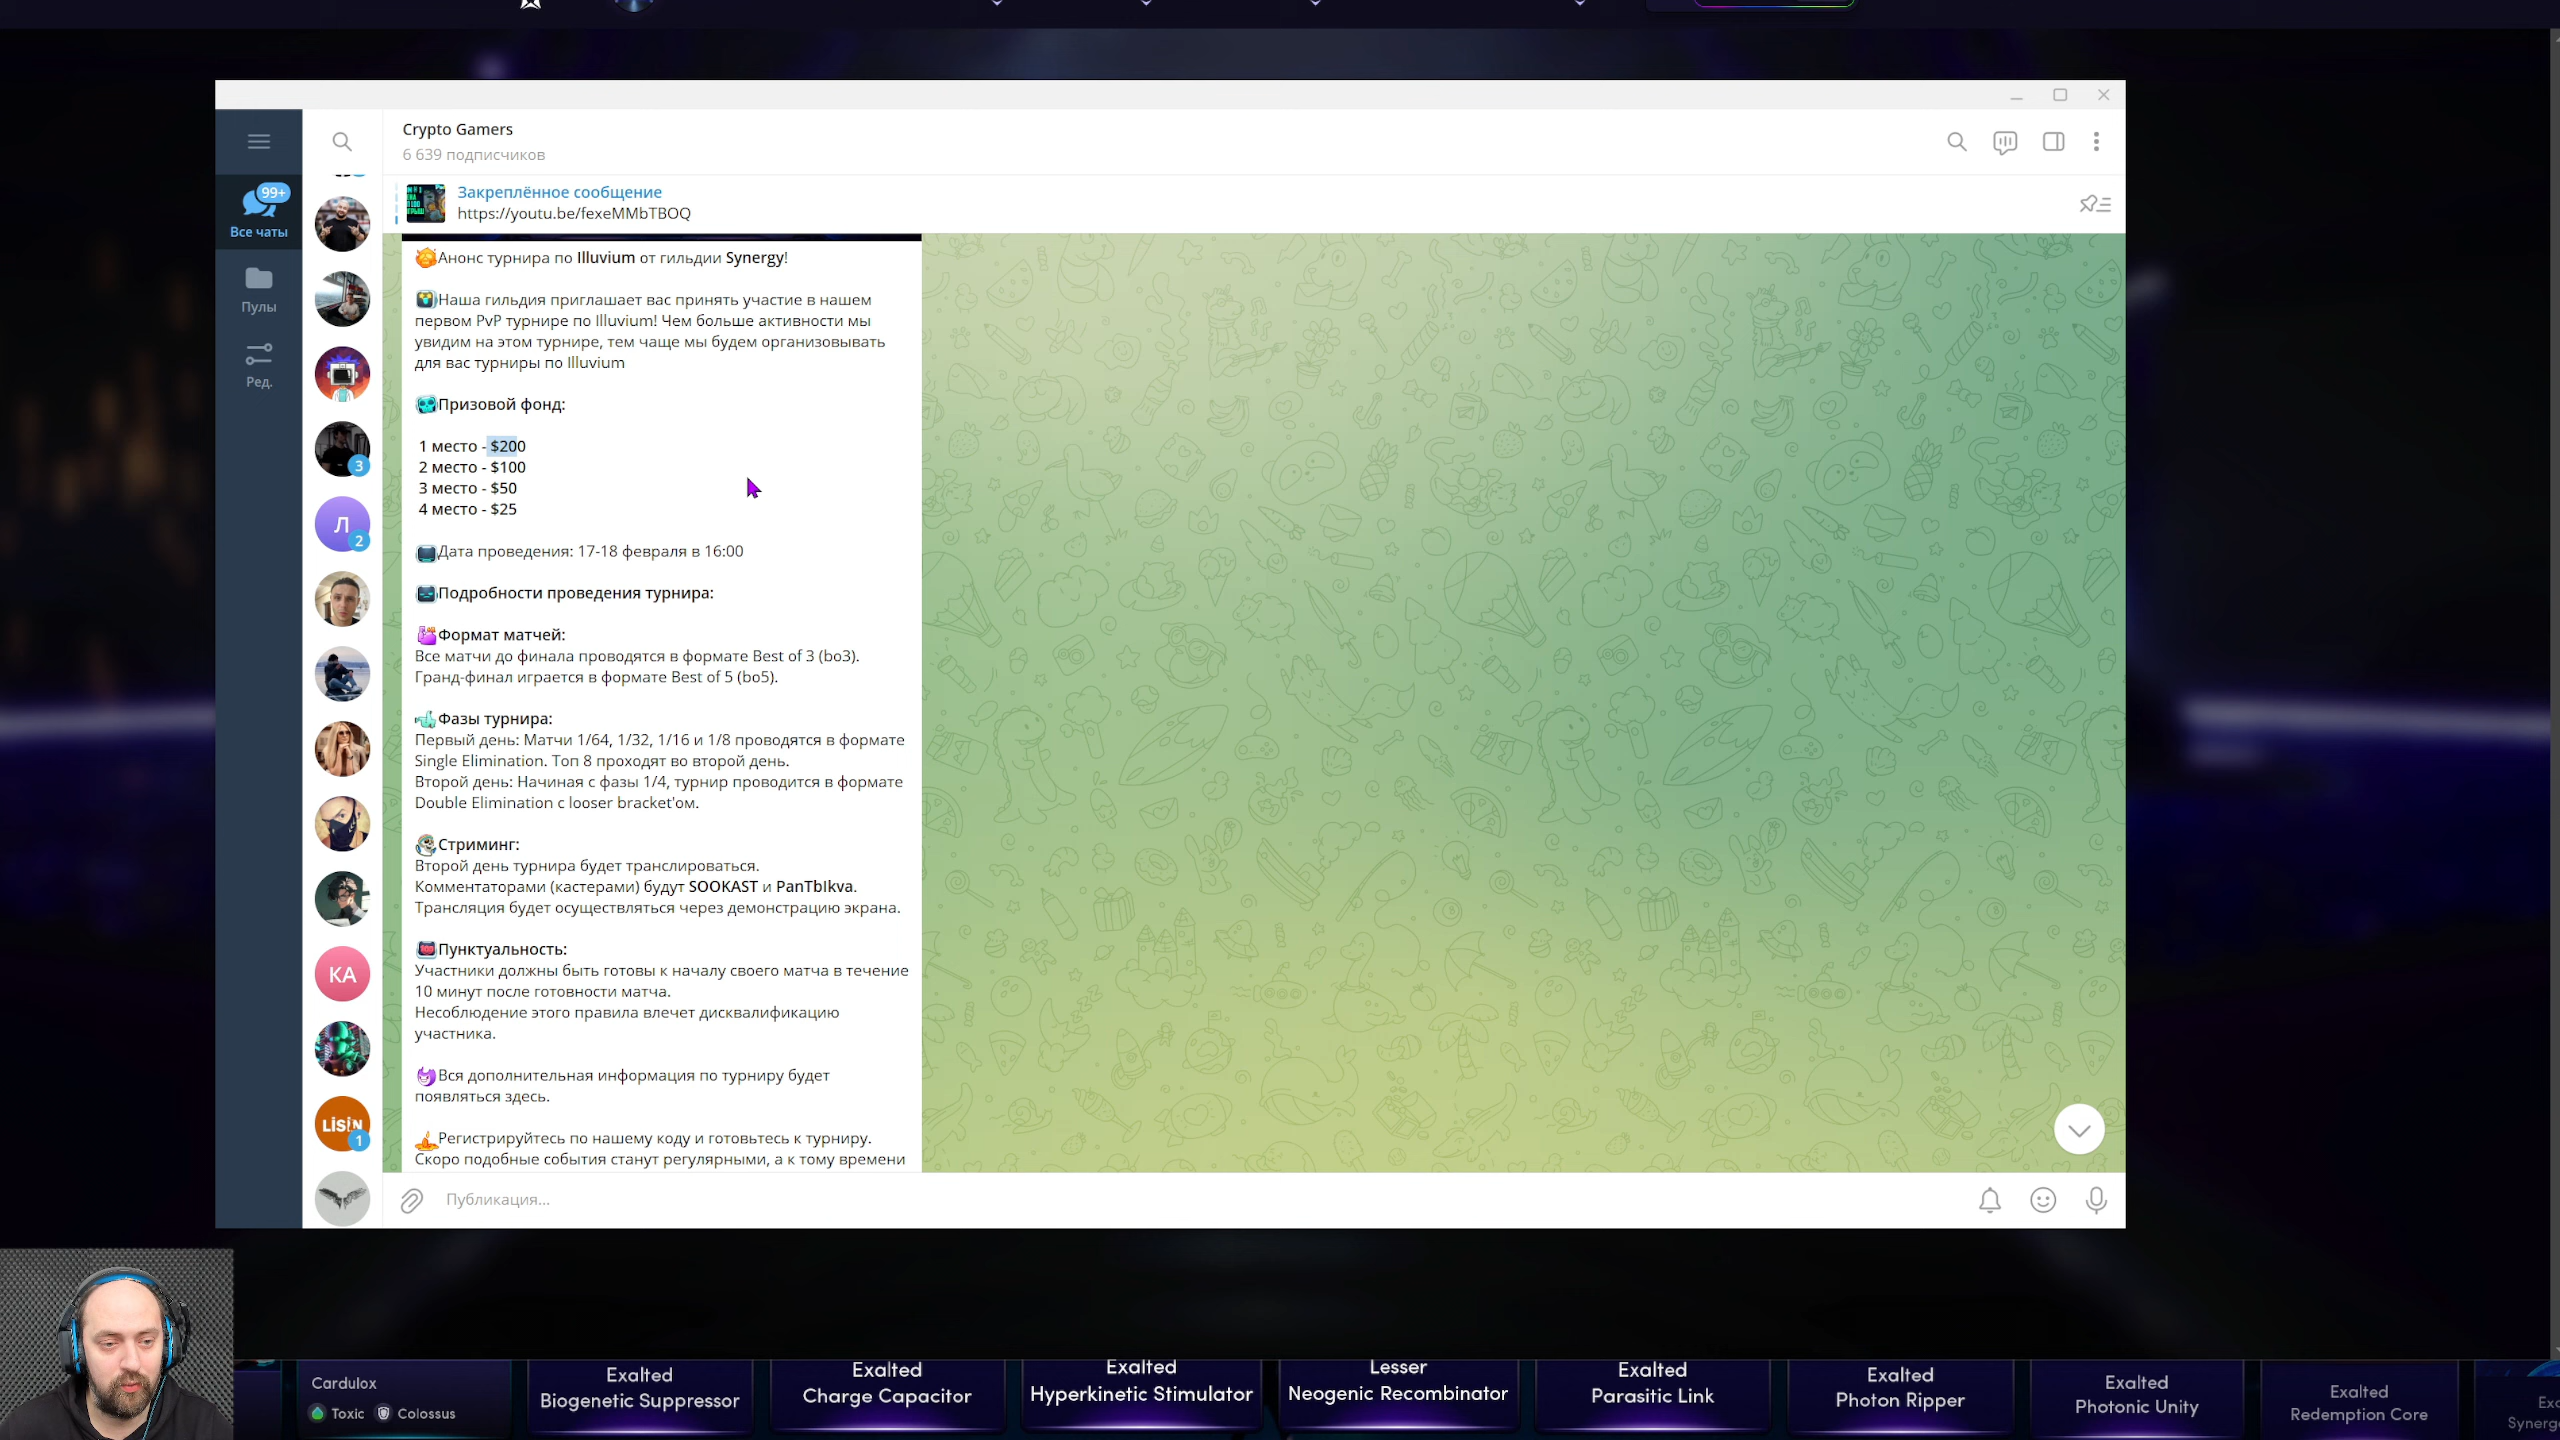 Crypto Gamers
6 639 подписчиков
99+
Все чаты
Пулы
Ред.
Закреплённое сообщение
https://youtu.be/fexeMMbTBOQ
Анонс турнира по Illuvium от гильдии Synergy!
Наша гильдия приглашает вас принять участие в нашем
первом PvP турнире по Illuvium! Чем больше активности мы
увидим на этом турнире, тем чаще мы будем организовывать
для вас турниры по Illuvium
Призовой фонд:
1 место - $200
2 место - $100
3 место - $50
4 место - $25
Дата проведения: 17-18 февраля в 16:00
Подробности проведения турнира:
Формат матчей:
Все матчи до финала проводятся в формате Best of 3 (bo3).
Гранд-финал играется в формате Best of 5 (bo5).
Фазы турнира:
Первый день: Матчи 1/64, 1/32, 1/16 и 1/8 проводятся в формате
Single Elimination. Топ 8 проходят во второй день.
Второй день: Начиная с фазы 1/4, турнир проводится в формате
Double Elimination с looser bracket'ом.
Стриминг:
Второй день турнира будет транслироваться.
Комментаторами (кастерами) будут SOOKAST и PanTbIkva.
Трансляция будет осуществляться через демонстрацию экрана.
Пунктуальность:
Участники должны быть готовы к началу своего матча в течение
10 минут после готовности матча.
Несоблюдение этого правила влечет дисквалификацию
участника.
Вся дополнительная информация по турниру будет
появляться здесь.
Регистрируйтесь по нашему коду и готовьтесь к турниру.
Скоро подобные события станут регулярными, а к тому времени
3
Л
2
КА
LISIN
1
Публикация...
Cardulox
Toxic Colossus
Exalted
Biogenetic Suppressor
Exalted
Charge Capacitor
Exalted
Hyperkinetic Stimulator
Lesser
Neogenic Recombinator
Exalted
Parasitic Link
Exalted
Photon Ripper
Exalted
Photonic Unity
Exalted
Redemption Core